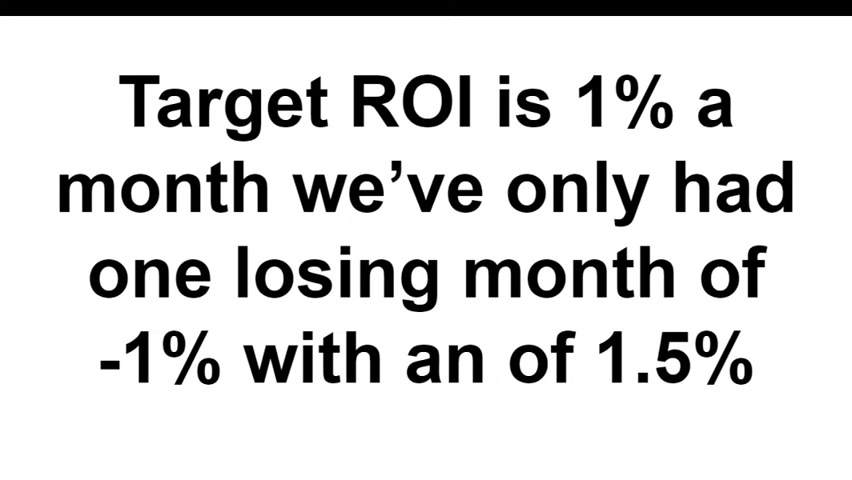 Target ROI is 1% a
month we’ve only had
one losing month of
-1% with an of 1.5%